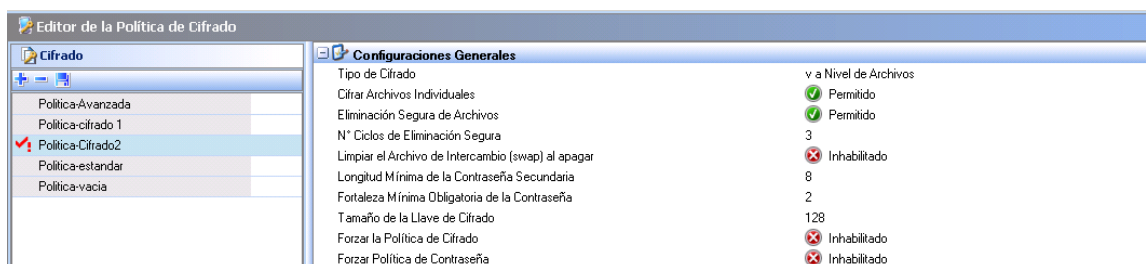 Editor de la Política de Cifrado
Cifrado
Politica-Avanzada
Politica-cifrado 1
Politica-Cifrado2
Politica-estandar
Politica-vacia
Configuraciones Generales
Tipo de Cifrado v a Nivel de Archivos
Cifrar Archivos Individuales Permitido
Eliminación Segura de Archivos Permitido
N° Ciclos de Eliminación Segura 3
Limpiar el Archivo de Intercambio (swap) al apagar Inhabilitado
Longitud Mínima de la Contraseña Secundaria 8
Fortaleza Mínima Obligatoria de la Contraseña 2
Tamaño de la Llave de Cifrado 128
Forzar la Política de Cifrado Inhabilitado
Forzar Política de Contraseña Inhabilitado